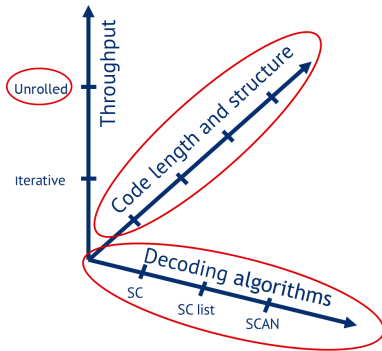 Throughput
Unrolled
Iterative
Code length and structure
Decoding algorithms
SC
SC list
SCAN